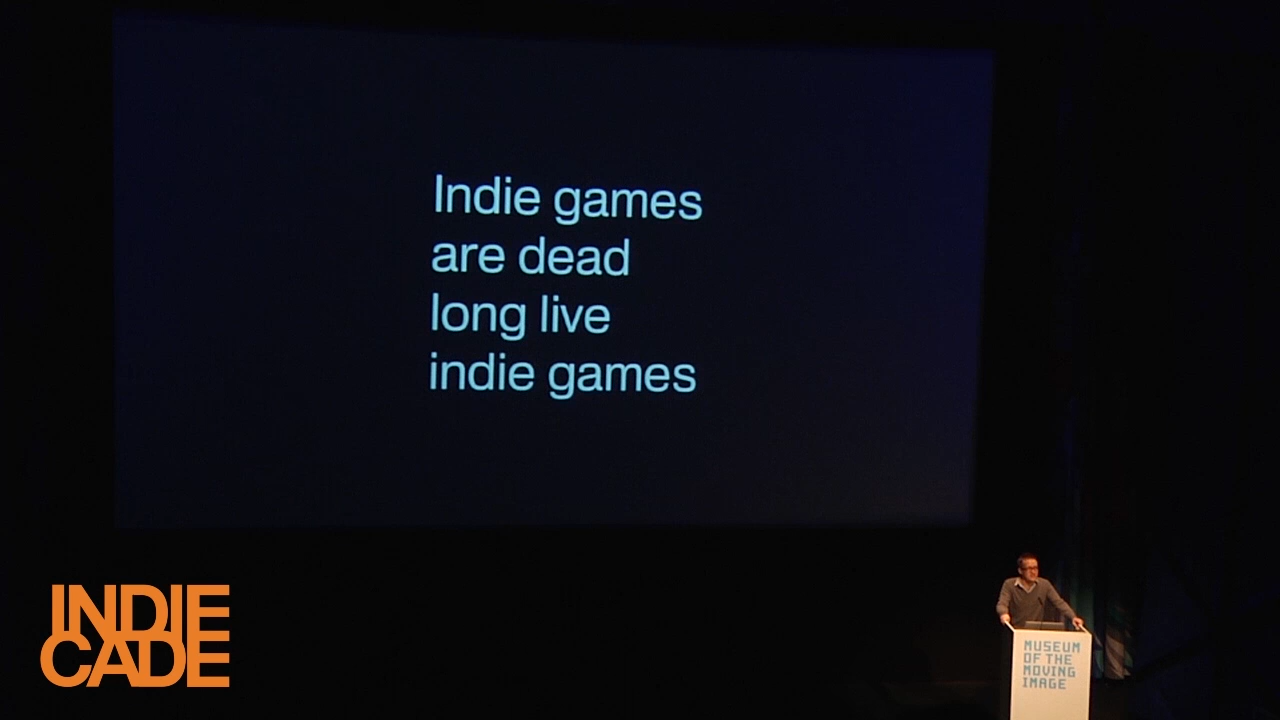 Indie games
are dead
long live
indie games
INDIE
CADE
MUSEUM
OF THE
MOVING
IMAGE